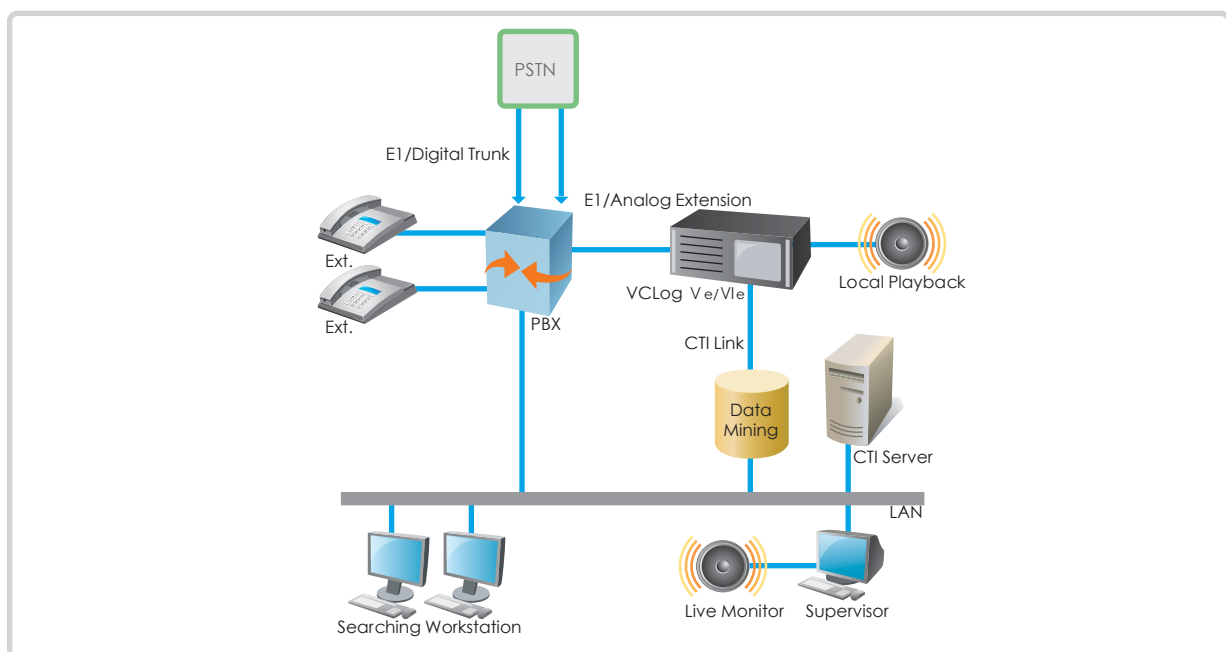 PSTN
E1/Digital Trunk
E1/Analog Extension
Ext.
VCLog Ve/VIe
Local Playback
Ext.
PBX
CTI Link
Data
Mining
CTI Server
LAN
Live Monitor
Supervisor
Searching Workstation